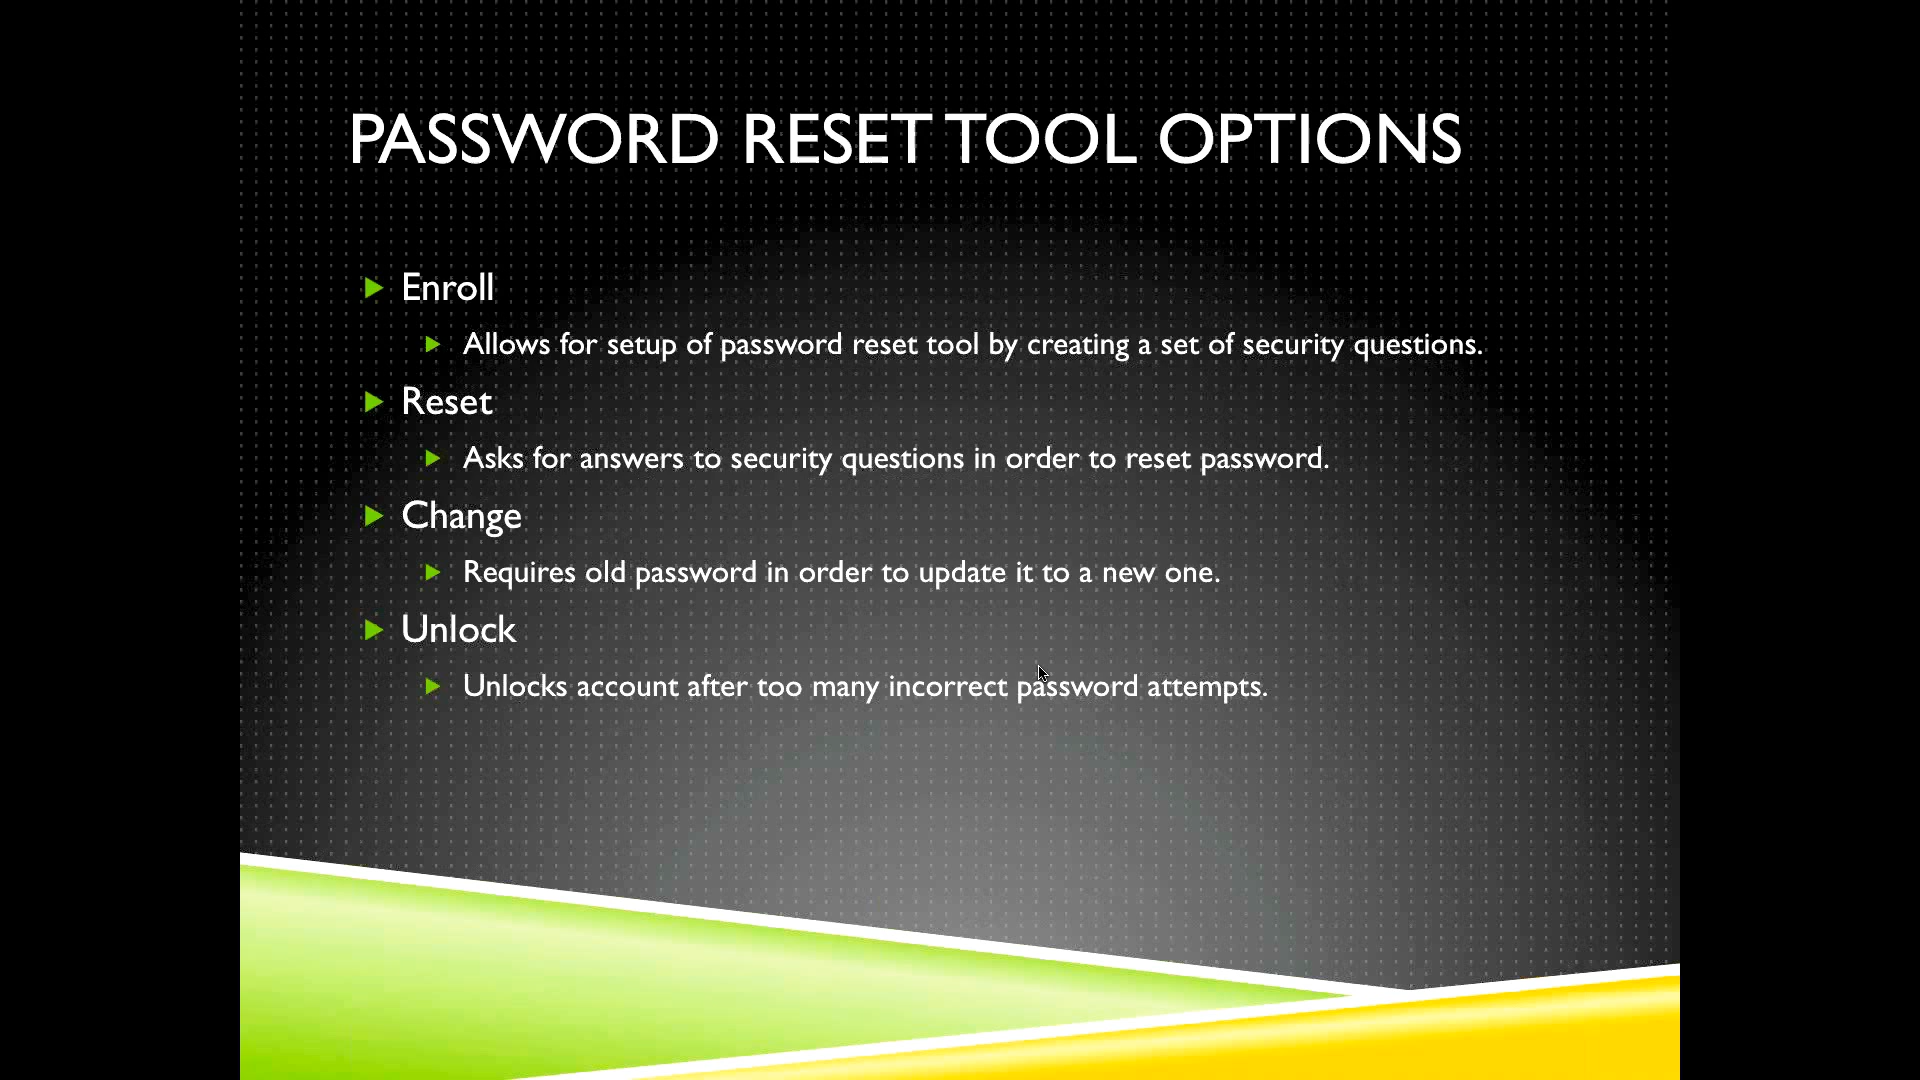 PASSWORD RESET TOOL OPTIONS
Enroll
Allows for setup of password reset tool by creating a set of security questions.
Reset
Asks for answers to security questions in order to reset password.
Change
Requires old password in order to update it to a new one.
Unlock
Unlocks account after too many incorrect password attempts.